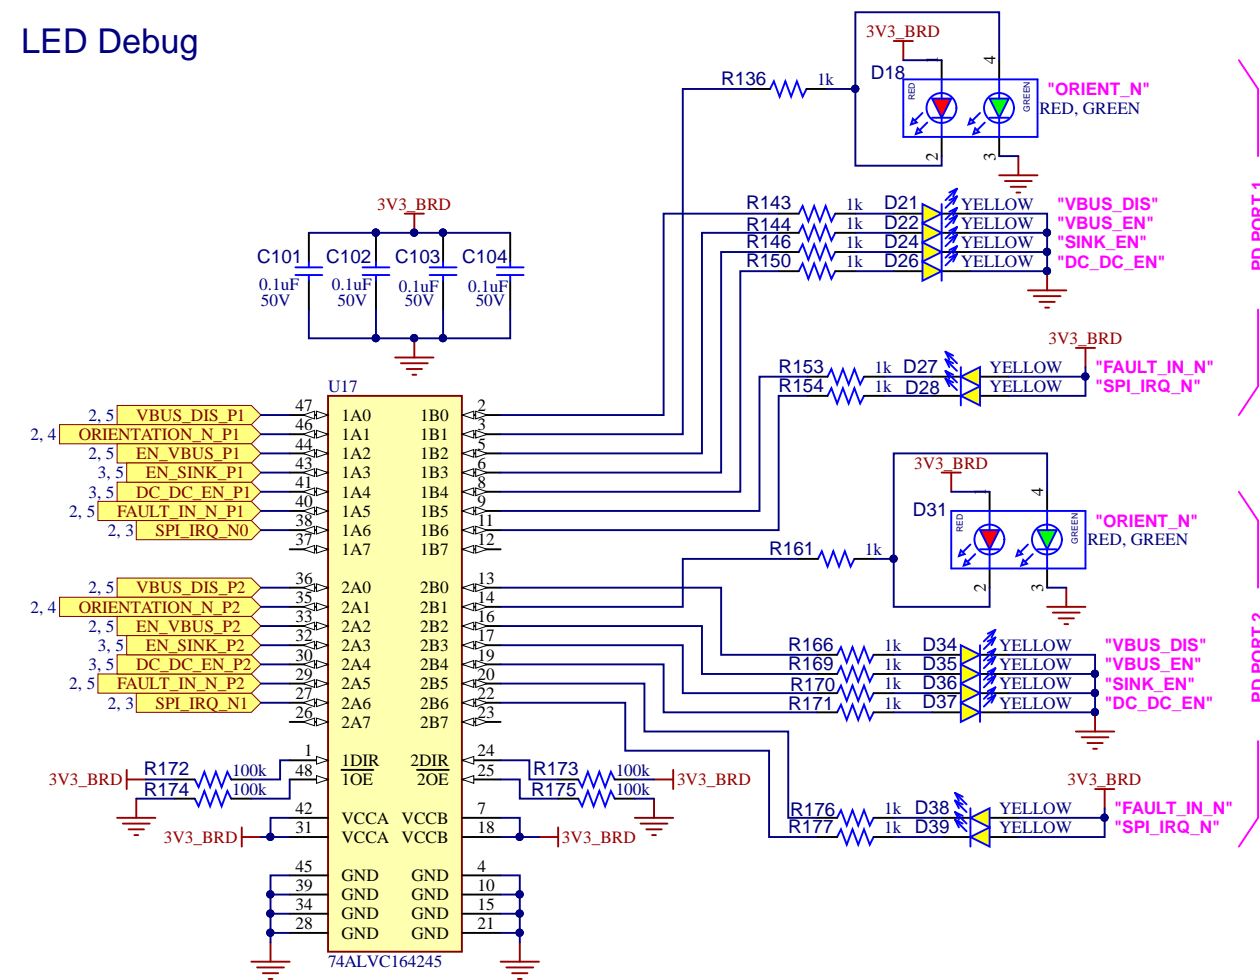 LED Debug
3V3_BRD
R136 1k
D18
1
4
RED
GREEN
2
3
"ORIENT_N"
RED, GREEN
PD PORT 1
R143 1k D21 YELLOW "VBUS_DIS"
R144 1k D22 YELLOW "VBUS_EN"
R146 1k D24 YELLOW "SINK_EN"
R150 1k D26 YELLOW "DC_DC_EN"
3V3_BRD
C101 C102 C103 C104
0.1uF 0.1uF 0.1uF 0.1uF
50V 50V 50V 50V
3V3_BRD
R153 1k D27 YELLOW "FAULT_IN_N"
R154 1k D28 YELLOW "SPI_IRQ_N"
U17
2, 5 VBUS_DIS_P1 47 1A0 1B0 2
2, 4 ORIENTATION_N_P1 46 1A1 1B1 3
2, 5 EN_VBUS_P1 44 1A2 1B2 5
3, 5 EN_SINK_P1 43 1A3 1B3 6
3, 5 DC_DC_EN_P1 41 1A4 1B4 8
2, 5 FAULT_IN_N_P1 40 1A5 1B5 9
2, 3 SPI_IRQ_N0 38 1A6 1B6 11
37 1A7 1B7 12
3V3_BRD
D31
1
4
RED
GREEN
2
3
"ORIENT_N"
RED, GREEN
R161 1k
PD PORT 2
2, 5 VBUS_DIS_P2 36 2A0 2B0 13
2, 4 ORIENTATION_N_P2 35 2A1 2B1 14
2, 5 EN_VBUS_P2 33 2A2 2B2 16
3, 5 EN_SINK_P2 32 2A3 2B3 17
3, 5 DC_DC_EN_P2 30 2A4 2B4 19
2, 5 FAULT_IN_N_P2 29 2A5 2B5 20
2, 3 SPI_IRQ_N1 27 2A6 2B6 22
26 2A7 2B7 23
R166 1k D34 YELLOW "VBUS_DIS"
R169 1k D35 YELLOW "VBUS_EN"
R170 1k D36 YELLOW "SINK_EN"
R171 1k D37 YELLOW "DC_DC_EN"
1 1DIR 2DIR 24
48 1OE 2OE 25
3V3_BRD R172 100k
R174 100k
R173 100k 3V3_BRD
R175 100k
42 VCCA VCCB 7
31 VCCA VCCB 18
3V3_BRD
3V3_BRD
3V3_BRD
R176 1k D38 YELLOW "FAULT_IN_N"
R177 1k D39 YELLOW "SPI_IRQ_N"
45 GND GND 4
39 GND GND 10
34 GND GND 15
28 GND GND 21
74ALVC164245